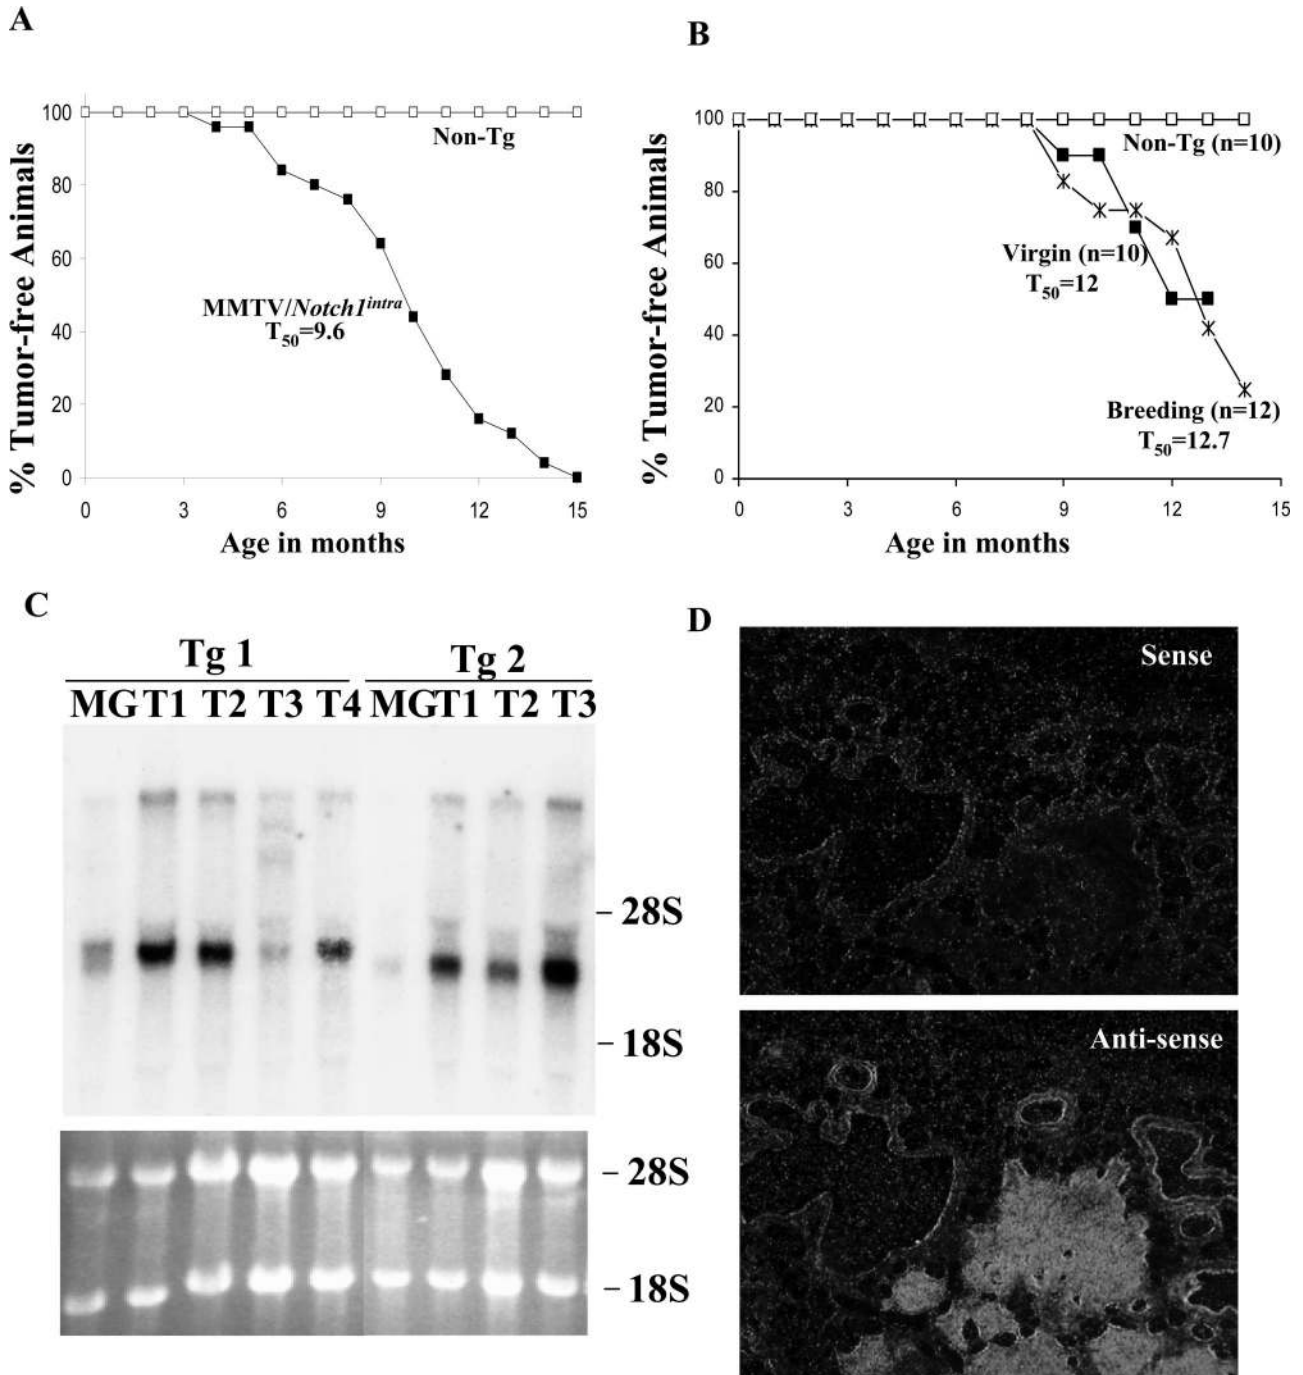 A
% Tumor-free Animals
100
80
60
40
20
0
0 3 6 9 12 15
Age in months
Non-Tg
MMTV/Notch1intra
T50=9.6
B
% Tumor-free Animals
100
80
60
40
20
0
0 3 6 9 12 15
Age in months
Non-Tg (n=10)
Virgin (n=10)
T50=12
Breeding (n=12)
T50=12.7
C
Tg 1 Tg 2
MG T1 T2 T3 T4 MG T1 T2 T3
- 28S
- 18S
- 28S
- 18S
D
Sense
Anti-sense